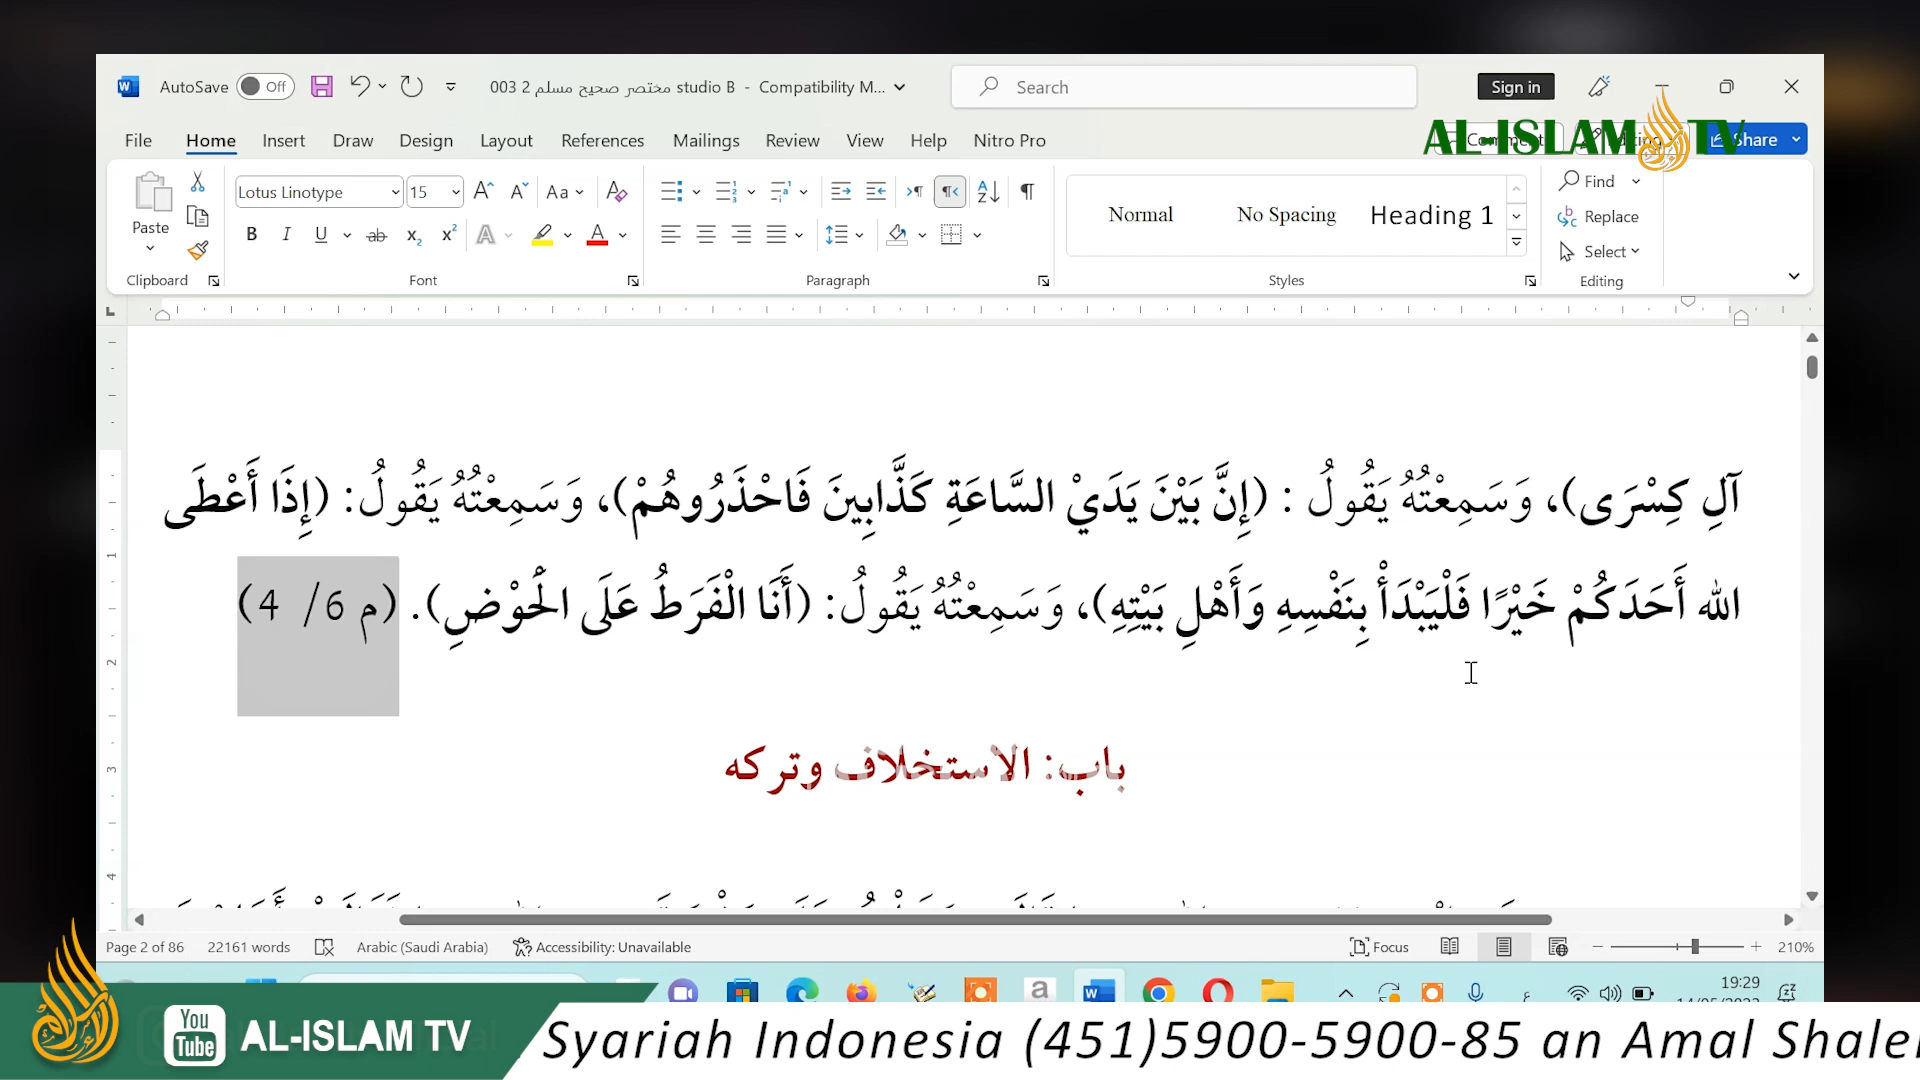 AutoSave Off 003 2 مختصر صحيح مسلم studio B - Compatibility M... Search Sign in
File Home Insert Draw Design Layout References Mailings Review View Help Nitro Pro
AL-ISLAM TV
Share
Paste
Clipboard
Lotus Linotype 15
Font
Paragraph
Normal No Spacing Heading 1
Styles
Find
Replace
Select
Editing
آلِ كِسْرَى)، وَسَمِعْتُهُ يَقُولُ : (إِنَّ بَيْنَ يَدَيْ السَّاعَةِ كَذَّابِينَ فَاحْذَرُوهُمْ)، وَسَمِعْتُهُ يَقُولُ: (إِذَا أَعْطَى
الله أَحَدَكُمْ خَيْرًا فَلْيَبْدَأْ بِنَفْسِهِ وَأَهْلِ بَيْتِهِ)، وَسَمِعْتُهُ يَقُولُ: (أَنَا الْفَرَطُ عَلَى الْحَوْضِ). (م 6/ 4)
باب: الاستخلاف وتركه
Page 2 of 86 22161 words Arabic (Saudi Arabia) Accessibility: Unavailable Focus 210%
19:29
You Tube AL-ISLAM TV
Syariah Indonesia (451)5900-5900-85 an Amal Shale